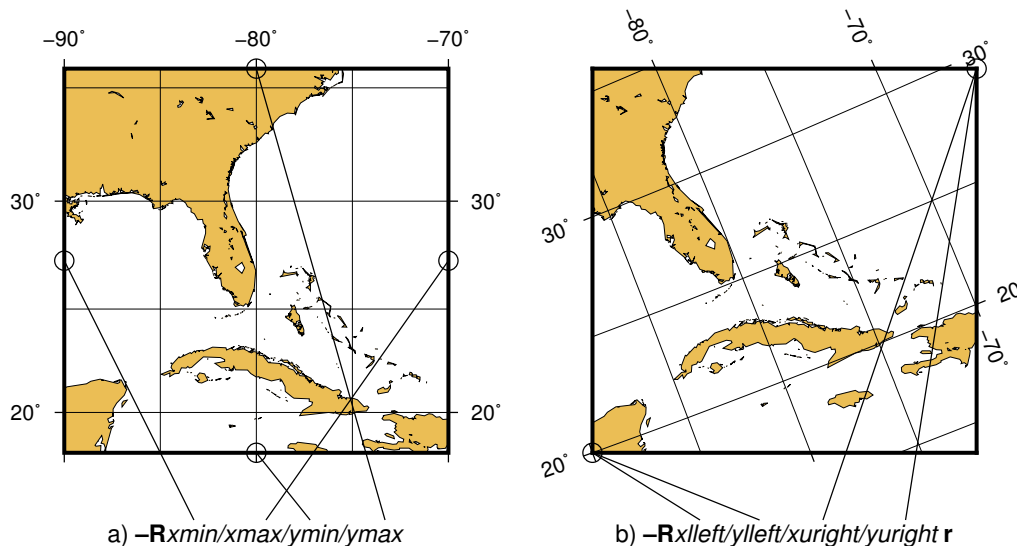 −90˚ −80˚ −70˚
30˚ 30˚
20˚ 20˚
a) −Rxmin/xmax/ymin/ymax
−80˚ −70˚ 30˚
30˚
20˚
−70˚
20˚
b) −Rxlleft/ylleft/xuright/yuright r